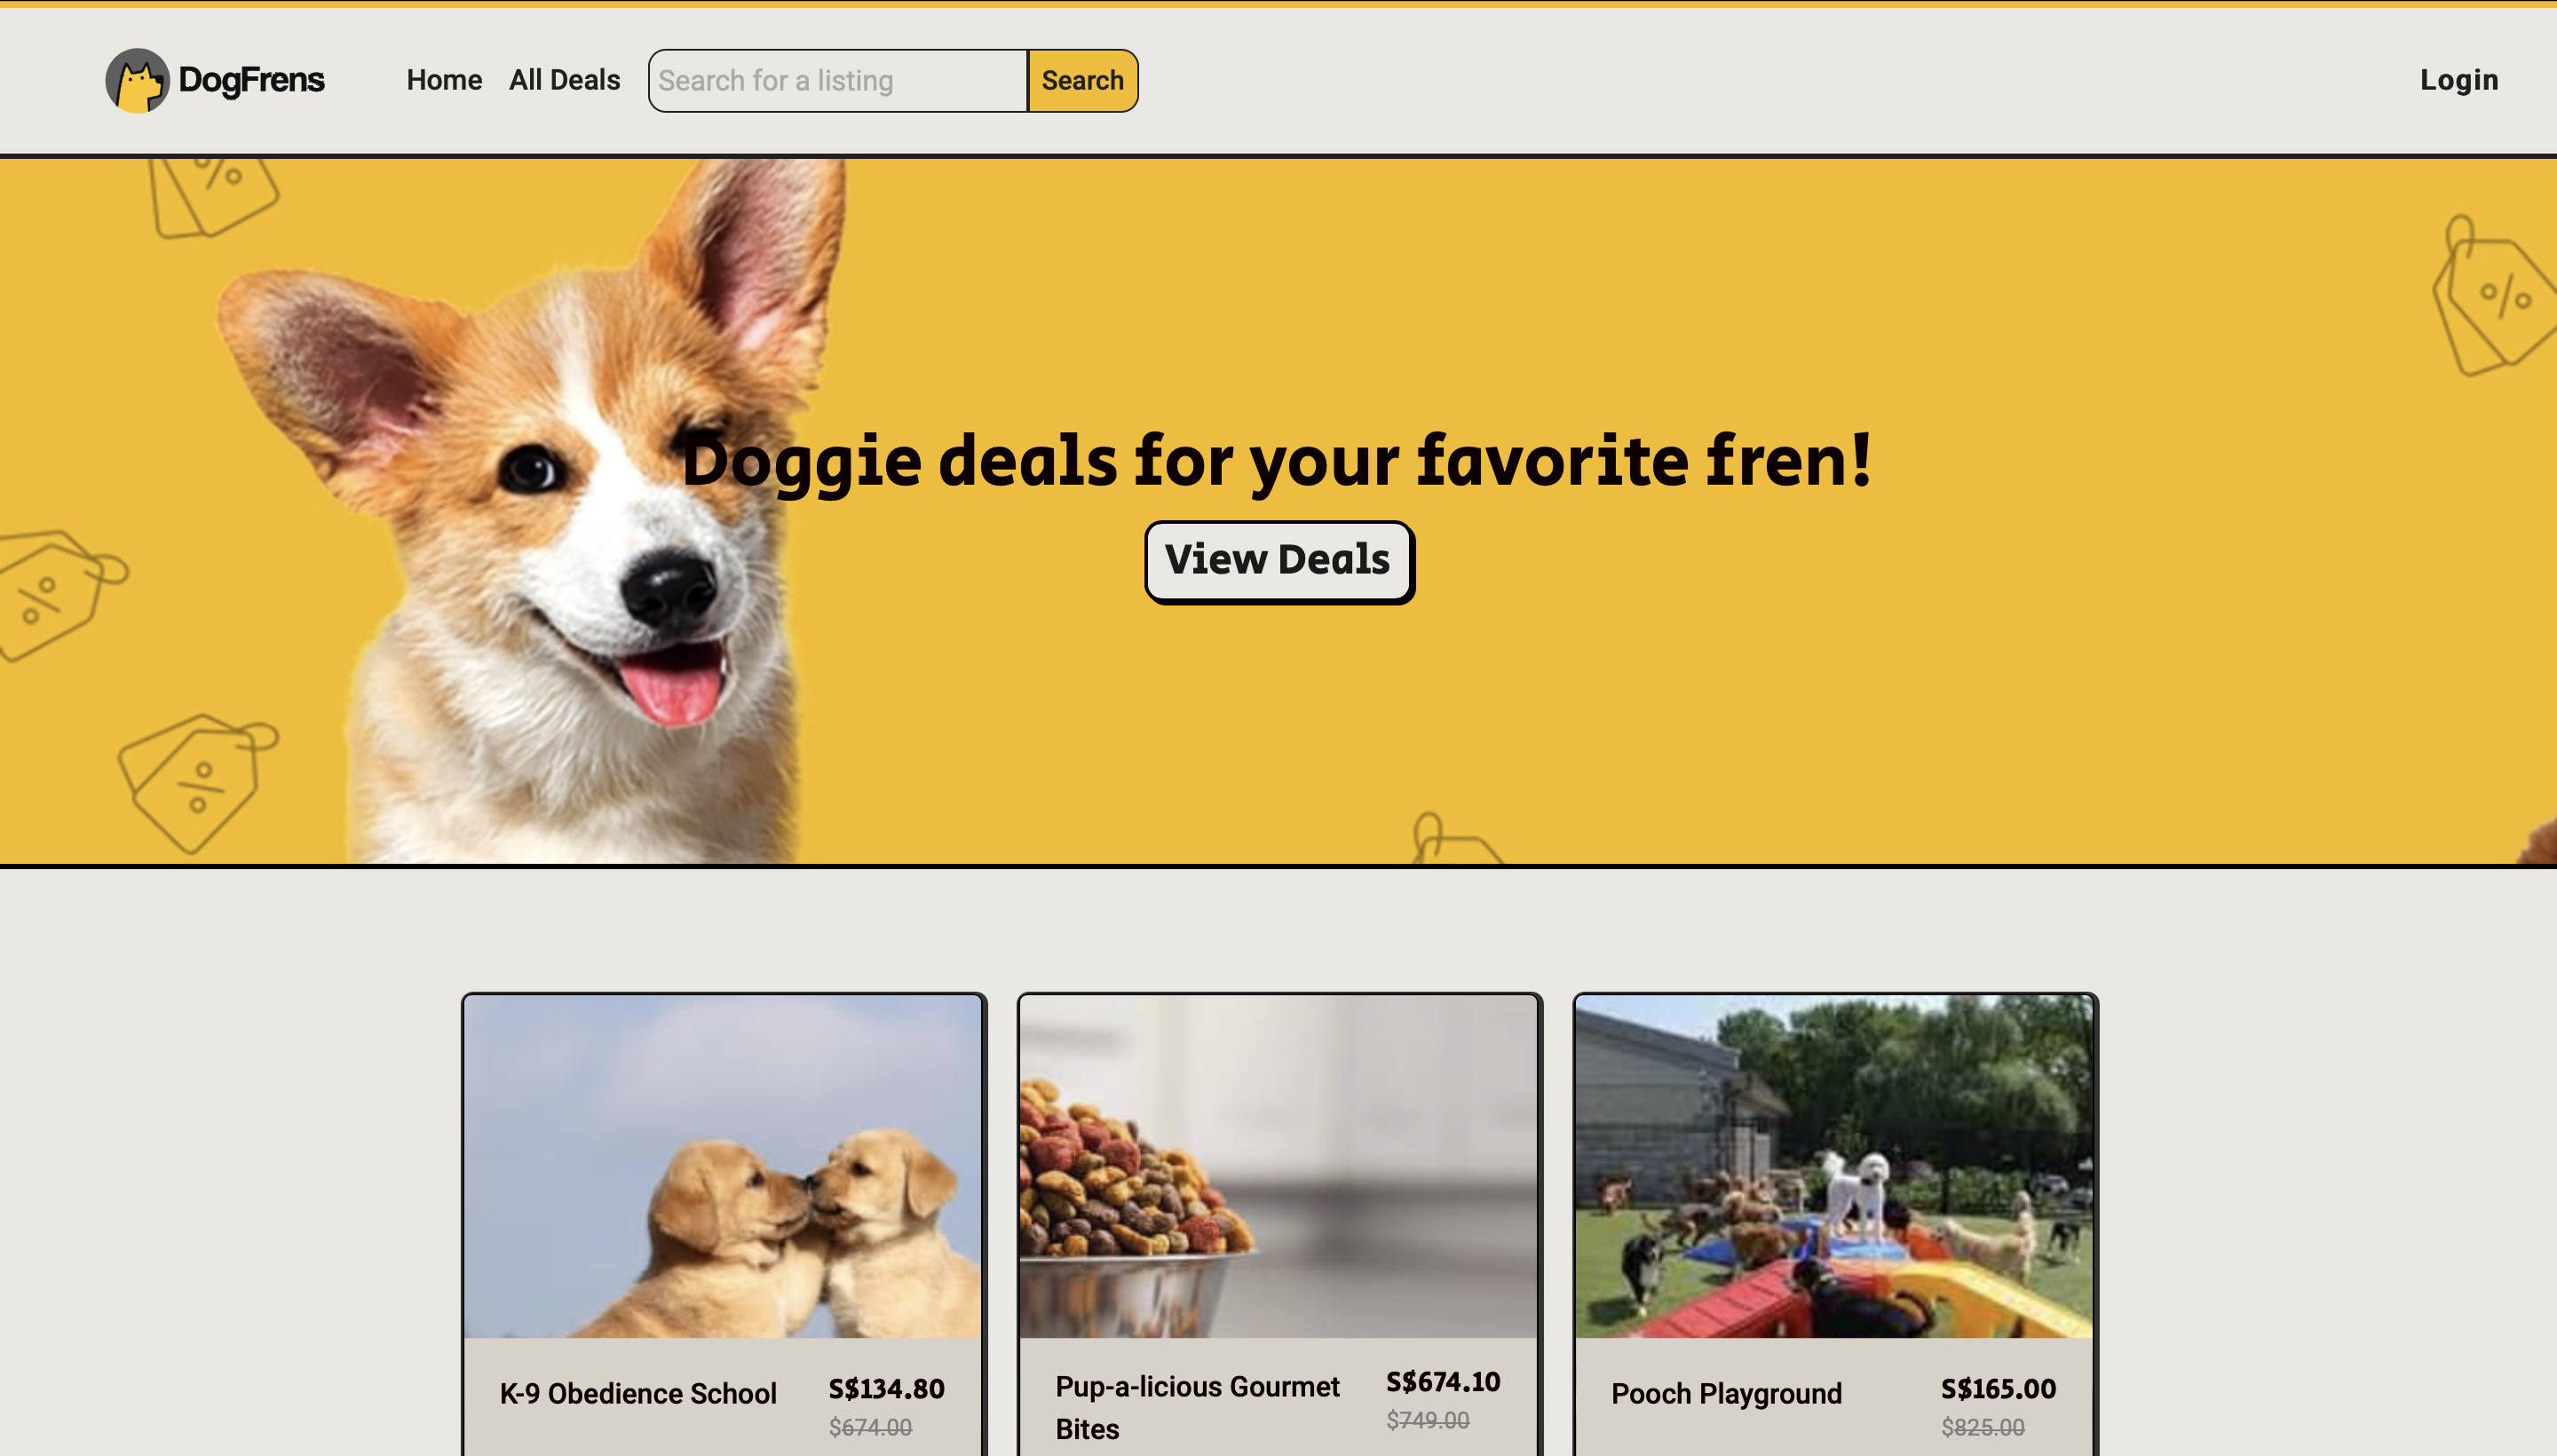 DogFrens
Home
All Deals
Search for a listing
Search
Login
%
%
Doggie deals for your favorite fren!
View Deals
%
%
K-9 Obedience School
S$134.80
$674.00
Pup-a-licious Gourmet
Bites
S$674.10
$749.00
Pooch Playground
S$165.00
$825.00